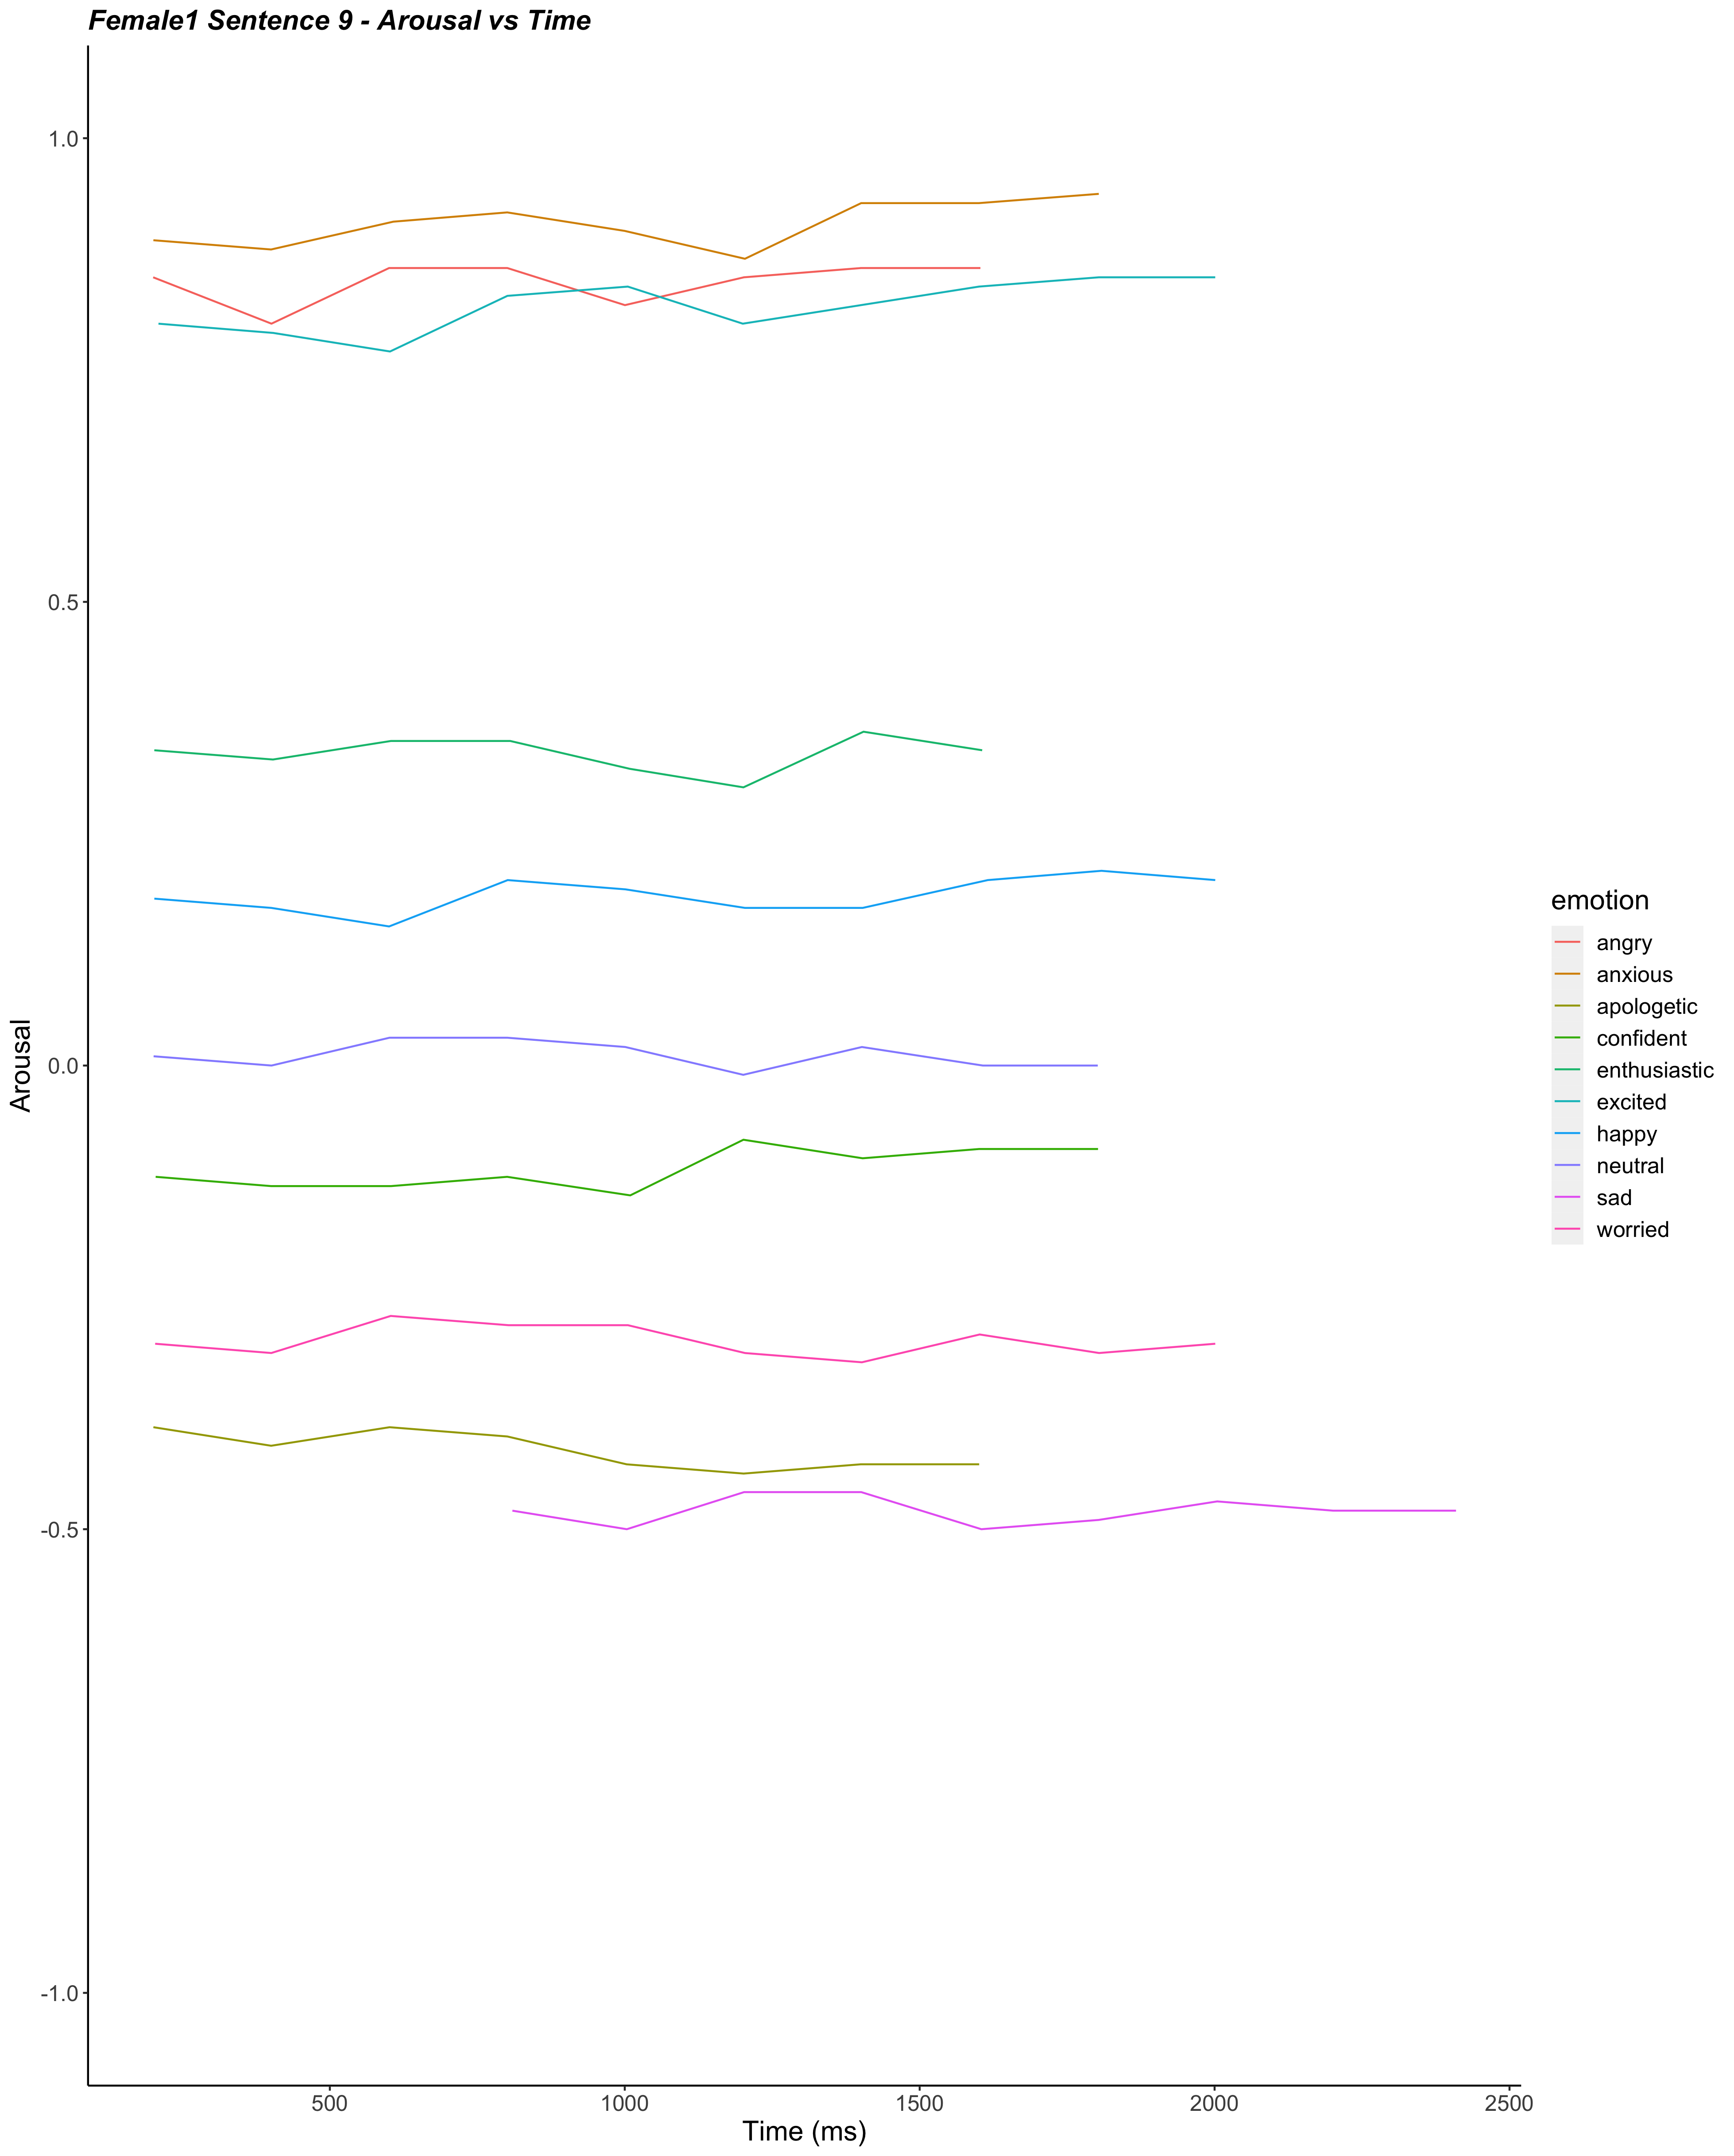 Female1 Sentence 9 - Arousal vs Time
1.0
0.5
0.0
-0.5
-1.0
Arousal
500
1000
1500
2000
2500
Time (ms)
emotion
angry
anxious
apologetic
confident
enthusiastic
excited
happy
neutral
sad
worried